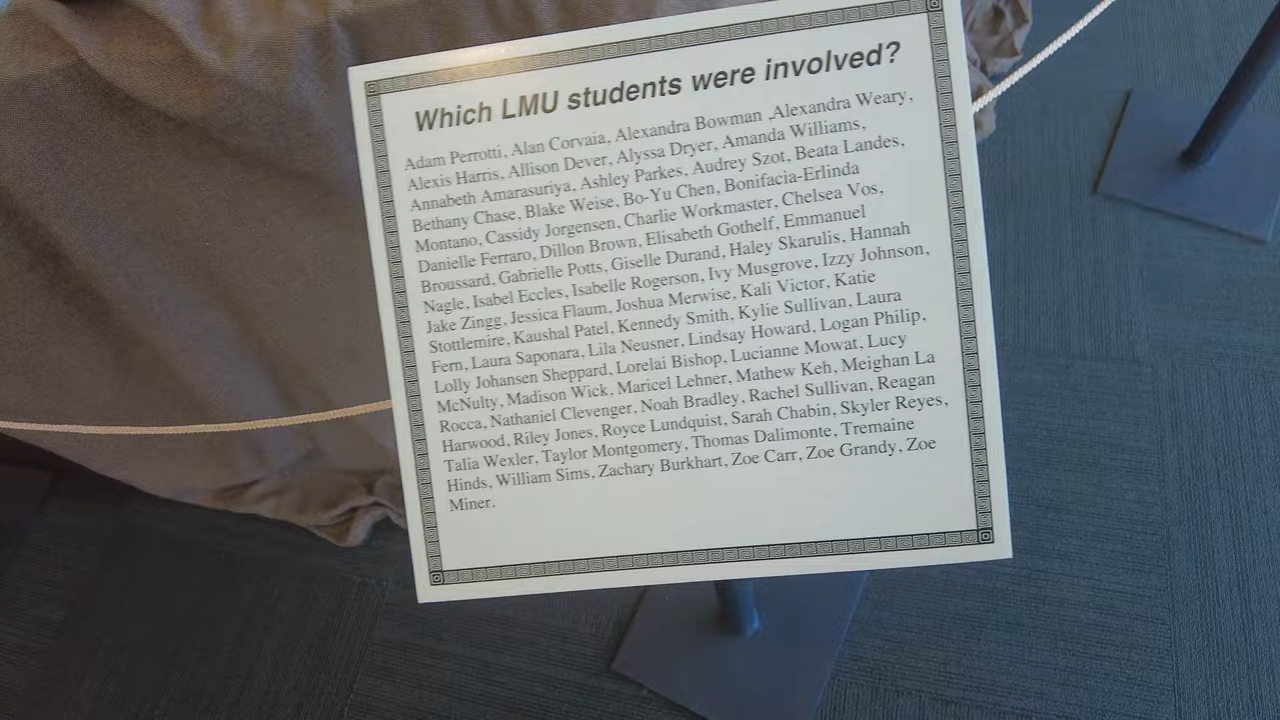 Which LMU students were involved?
Adam Perrotti, Alan Corvaia, Alexandra Bowman ,Alexandra Weary,
Alexis Harris, Allison Dever, Alyssa Dryer, Amanda Williams,
Annabeth Amarasuriya, Ashley Parkes, Audrey Szot, Beata Landes,
Bethany Chase, Blake Weise, Bo-Yu Chen, Bonifacia-Erlinda
Montano, Cassidy Jorgensen, Charlie Workmaster, Chelsea Vos,
Danielle Ferraro, Dillon Brown, Elisabeth Gothelf, Emmanuel
Broussard, Gabrielle Potts, Giselle Durand, Haley Skarulis, Hannah
Nagle, Isabel Eccles, Isabelle Rogerson, Ivy Musgrove, Izzy Johnson,
Jake Zingg, Jessica Flaum, Joshua Merwise, Kali Victor, Katie
Stottlemire, Kaushal Patel, Kennedy Smith, Kylie Sullivan, Laura
Fern, Laura Saponara, Lila Neusner, Lindsay Howard, Logan Philip,
Lolly Johansen Sheppard, Lorelai Bishop, Lucianne Mowat, Lucy
McNulty, Madison Wick, Maricel Lehner, Mathew Keh, Meighan La
Rocca, Nathaniel Clevenger, Noah Bradley, Rachel Sullivan, Reagan
Harwood, Riley Jones, Royce Lundquist, Sarah Chabin, Skyler Reyes,
Talia Wexler, Taylor Montgomery, Thomas Dalimonte, Tremaine
Hinds, William Sims, Zachary Burkhart, Zoe Carr, Zoe Grandy, Zoe
Miner.